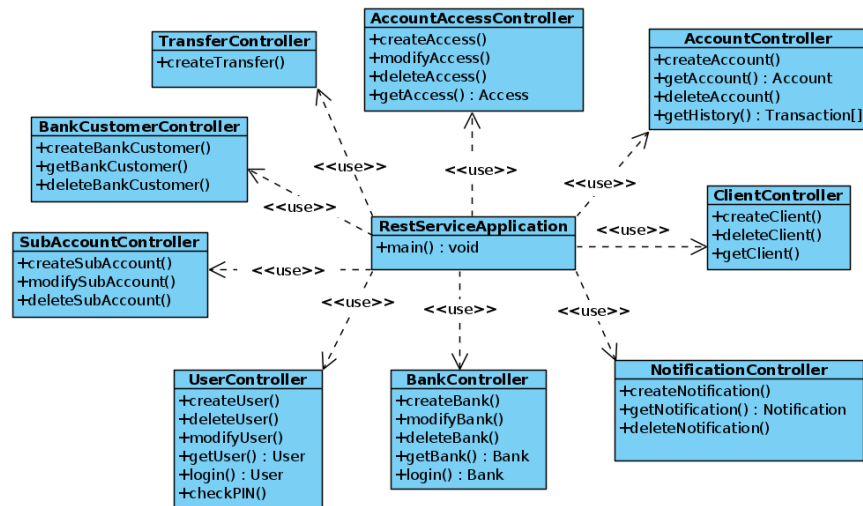 AccountAccessController
+createAccess()
+modifyAccess()
+deleteAccess()
+getAccess() : Access
TransferController
+createTransfer()
AccountController
+createAccount()
+getAccount() : Account
+deleteAccount()
+getHistory() : Transaction[]
BankCustomerController
+createBankCustomer()
+getBankCustomer()
+deleteBankCustomer()
<<use>>
<<use>>
<<use>>
<<use>>
ClientController
+createClient()
+deleteClient()
+getClient()
RestServiceApplication
+main() : void
<<use>>
SubAccountController
+createSubAccount()
+modifySubAccount()
+deleteSubAccount()
<<use>>
<<use>>
<<use>>
<<use>>
UserController
+createUser()
+deleteUser()
+modifyUser()
+getUser() : User
+login() : User
+checkPIN()
BankController
+createBank()
+modifyBank()
+deleteBank()
+getBank() : Bank
+login() : Bank
NotificationController
+createNotification()
+getNotification() : Notification
+deleteNotification()